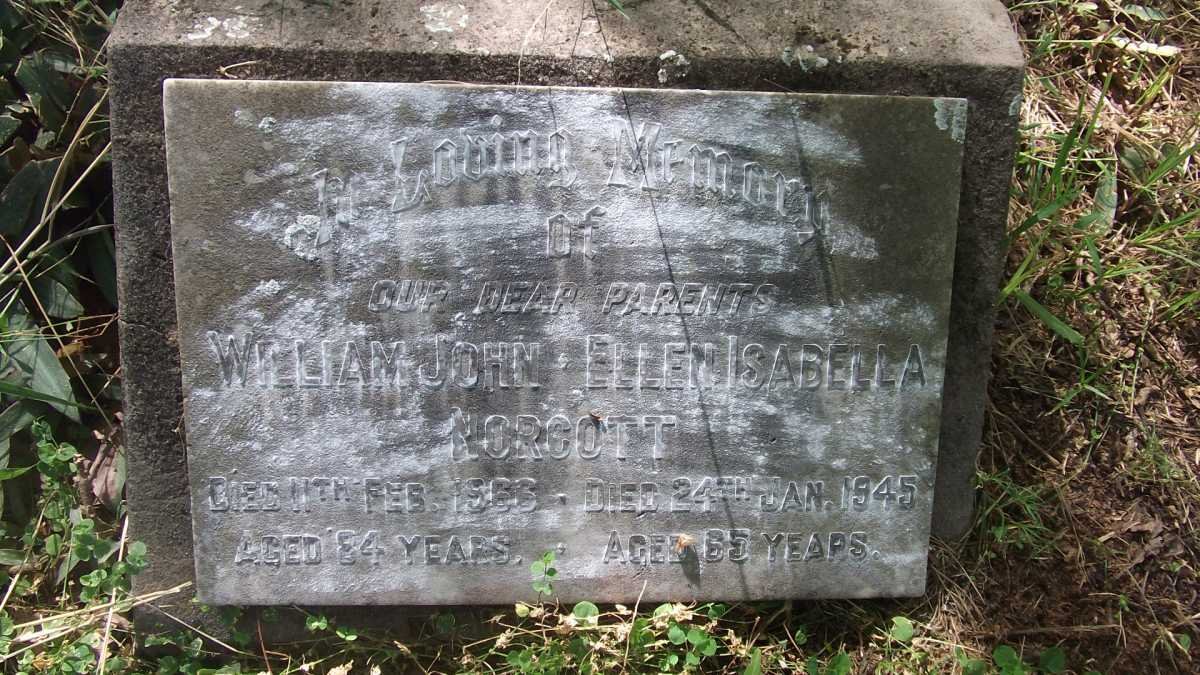 In Loving Memory
of
OUR DEAR PARENTS
WILLIAM JOHN · ELLEN ISABELLA
NORCOTT
DIED 11TH FEB. 1966 · DIED 24TH JAN. 1945
AGED 84 YEARS. · AGED 65 YEARS.